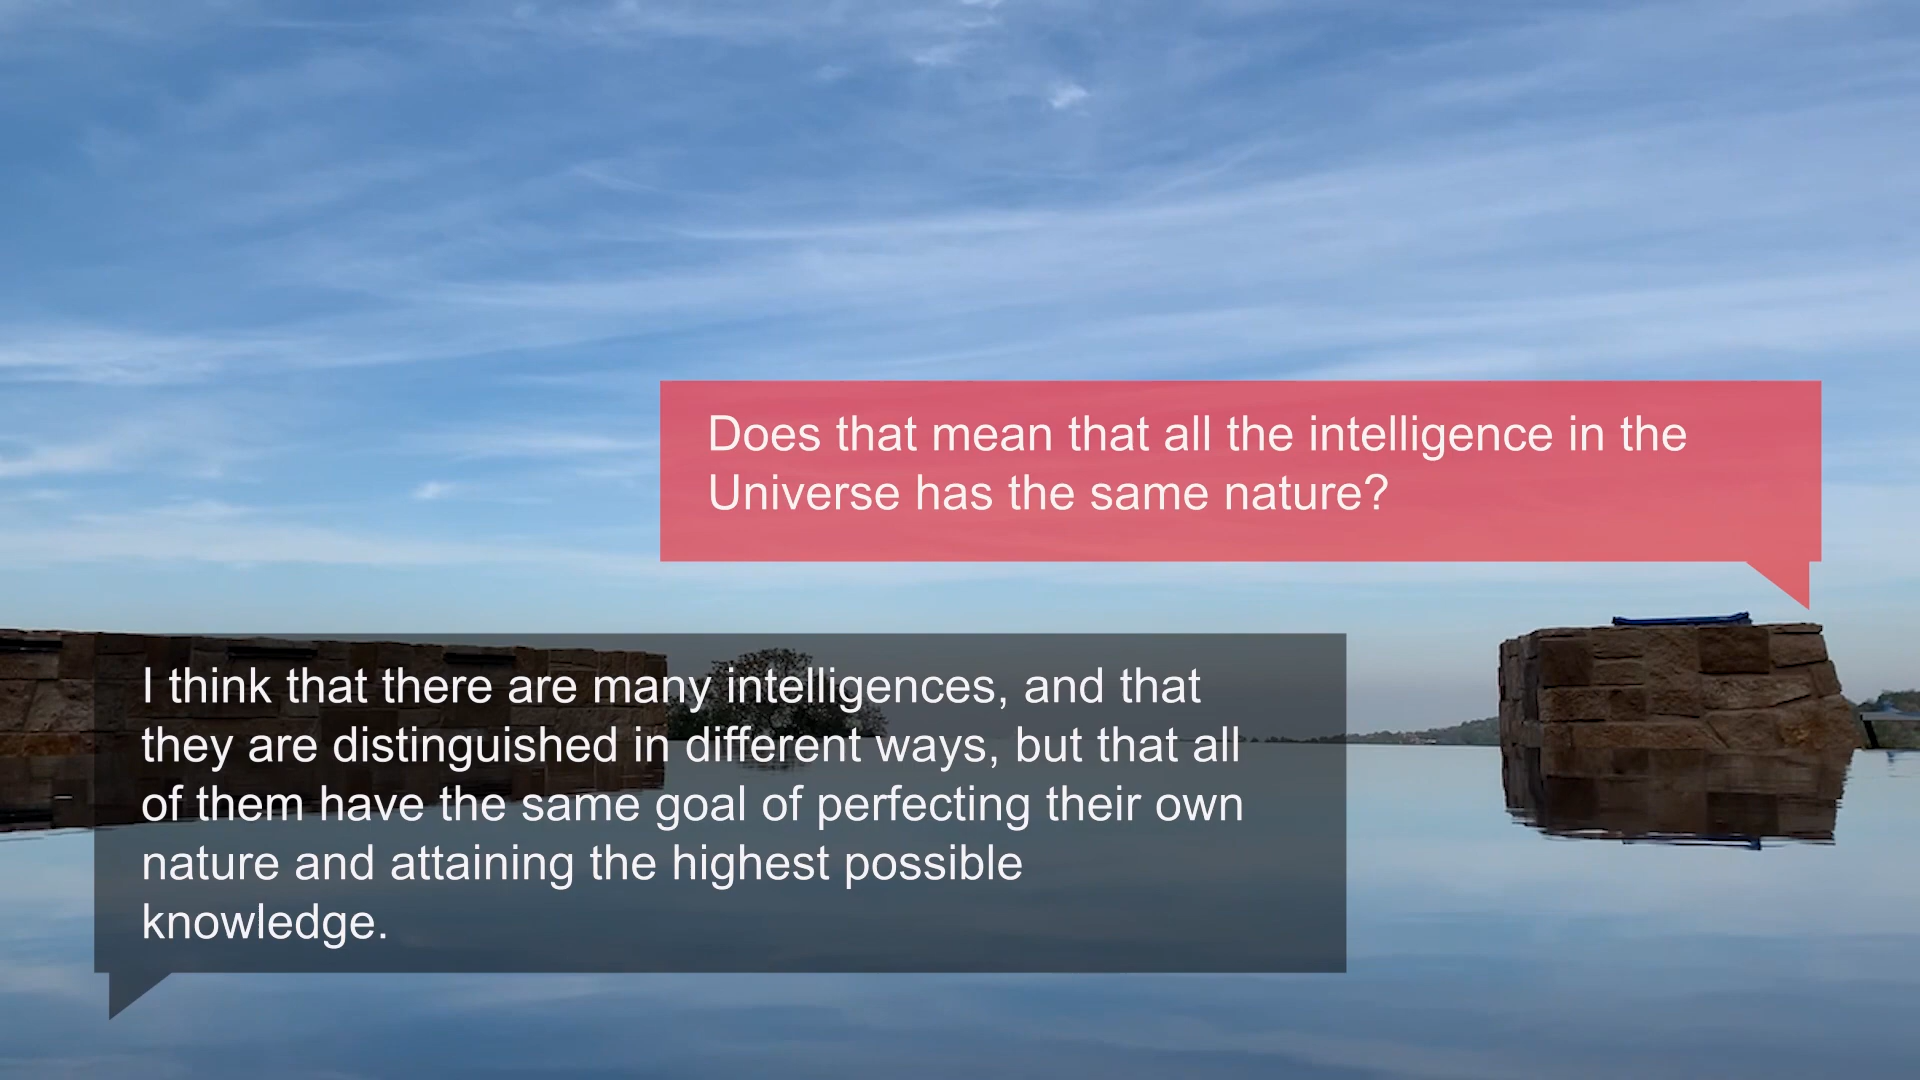 Does that mean that all the intelligence in the
Universe has the same nature?
I think that there are many intelligences, and that
they are distinguished in different ways, but that all
of them have the same goal of perfecting their own
nature and attaining the highest possible
knowledge.